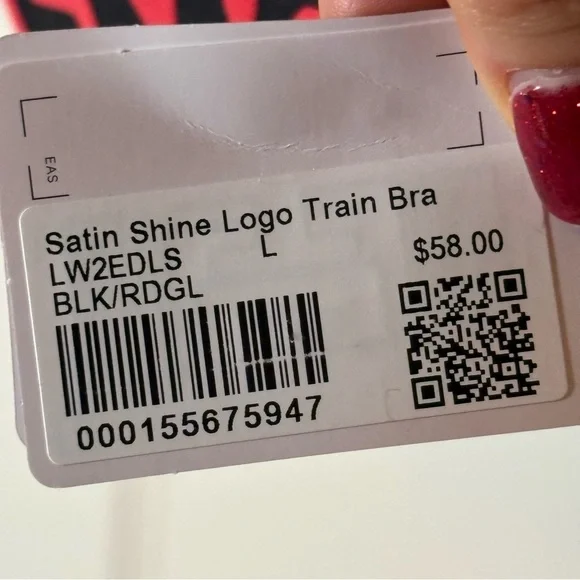 EAS
Satin Shine Logo Train Bra
LW2EDLS L $58.00
BLK/RDGL
000155675947